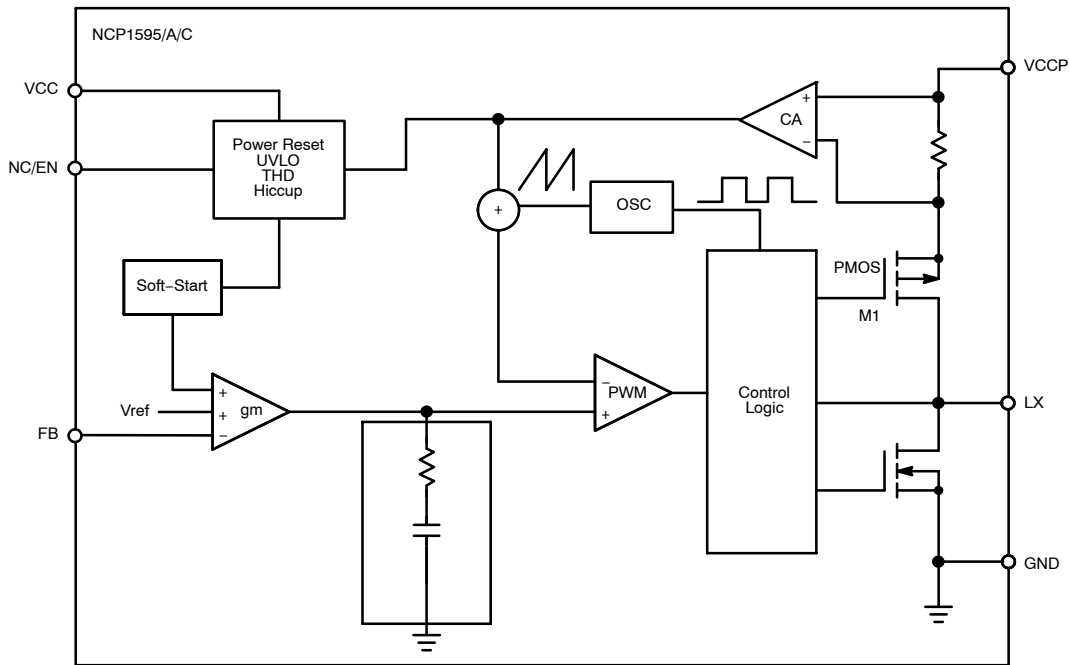 NCP1595/A/C
VCC
VCCP
+
CA
−
Power Reset
UVLO
THD
Hiccup
NC/EN
+
OSC
Soft−Start
PMOS
M1
−
PWM
+
Control
Logic
LX
+
Vref
+
gm
FB
−
GND